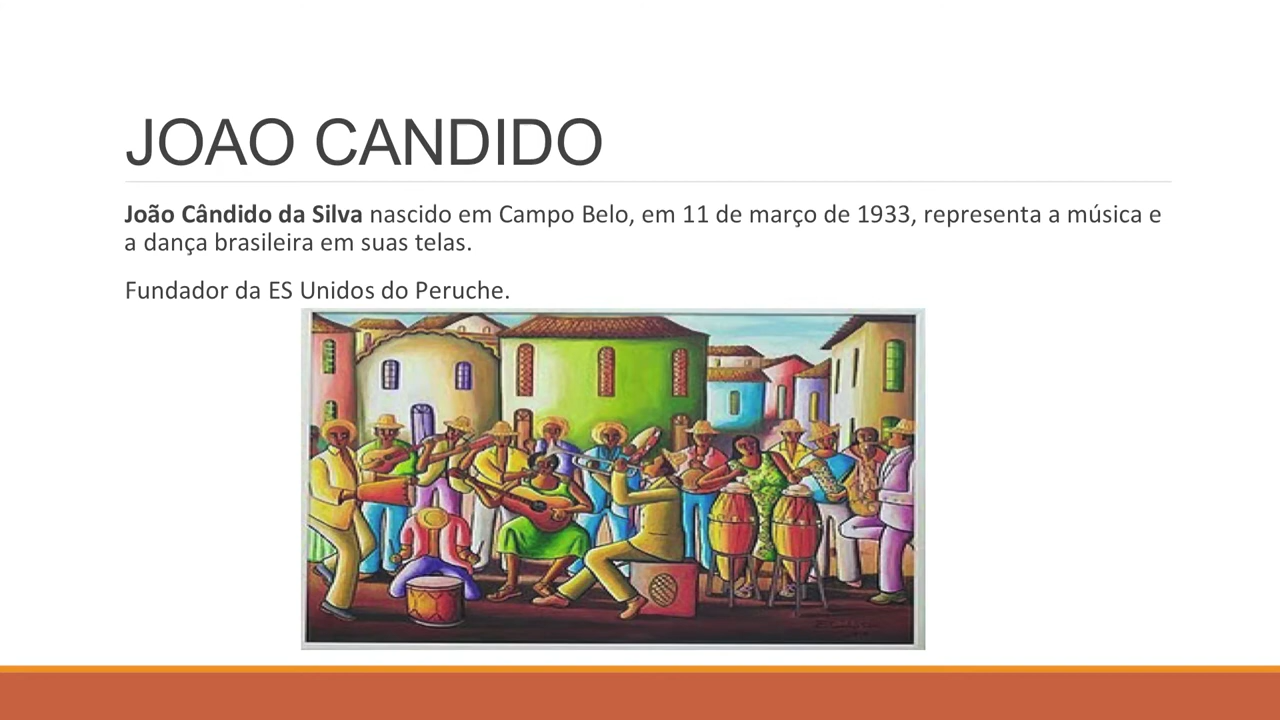 JOAO CANDIDO
João Cândido da Silva nascido em Campo Belo, em 11 de março de 1933, representa a música e
a dança brasileira em suas telas.
Fundador da ES Unidos do Peruche.